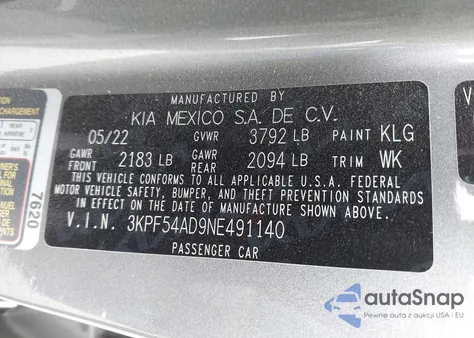 MANUFACTURED BY
KIA MEXICO S.A. DE C.V.
05/22 GVWR 3792 LB PAINT KLG
GAWR FRONT 2183 LB GAWR REAR 2094 LB TRIM WK
THIS VEHICLE CONFORMS TO ALL APPLICABLE U.S.A. FEDERAL
MOTOR VEHICLE SAFETY, BUMPER, AND THEFT PREVENTION STANDARDS
IN EFFECT ON THE DATE OF MANUFACTURE SHOWN ABOVE.
V.I.N. 3KPF54AD9NE491140
PASSENGER CAR
7620
autoSnap
Pewne auta z aukcji USA i EU